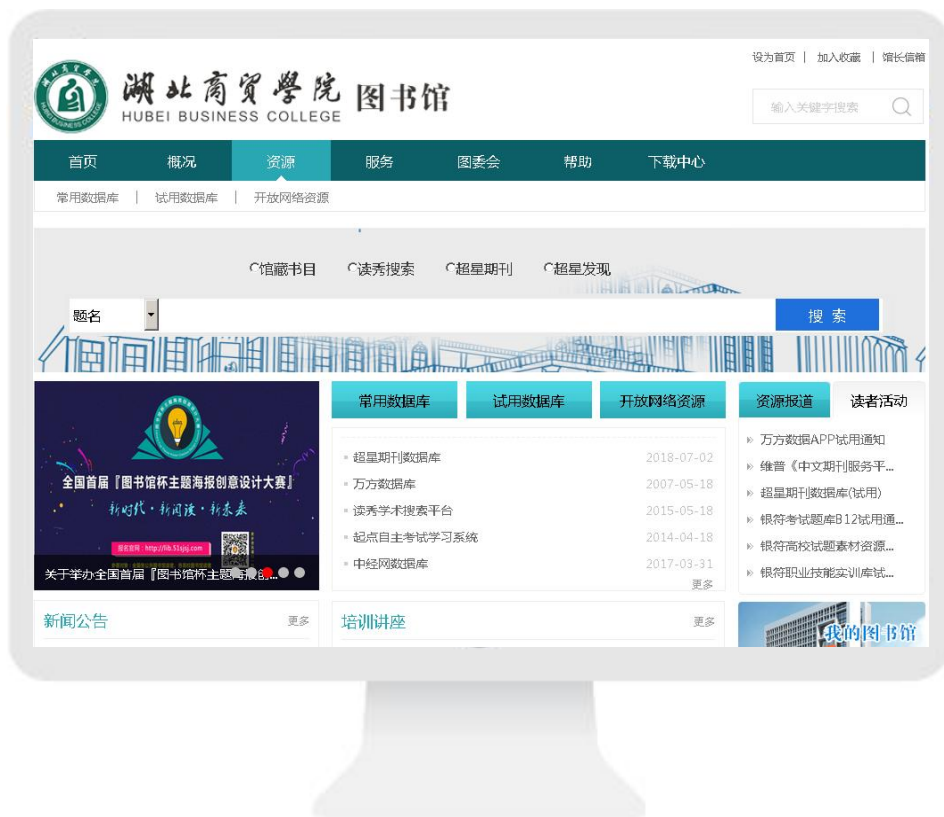 设为首页 | 加入收藏 | 馆长信箱
湖北商贸學院 图书馆
HUBEI BUSINESS COLLEGE
HUBEI BUSINESS COLLEGE
输入关键字搜索
首页 概况 资源 服务 图委会 帮助 下载中心
常用数据库 | 试用数据库 | 开放网络资源
馆藏书目 读秀搜索 超星期刊 超星发现
题名 搜 索
常用数据库 试用数据库 开放网络资源
资源报道 读者活动
全国首届『图书馆杯主题海报创意设计大赛』
新时代·新阅读·新未来
报名官网:http://lib.51sjsj.com
关于举办全国首届『图书馆杯主题海报创...
超星期刊数据库 2018-07-02
万方数据库 2007-05-18
读秀学术搜索平台 2015-05-18
起点自主考试学习系统 2014-04-18
中经网数据库 2017-03-31
更多
万方数据APP试用通知
维普《中文期刊服务平...
超星期刊数据库(试用)
银符考试题库B12试用通...
银符高校试题素材资源...
银符职业技能实训库试...
新闻公告 更多
培训讲座 更多
我的图书馆